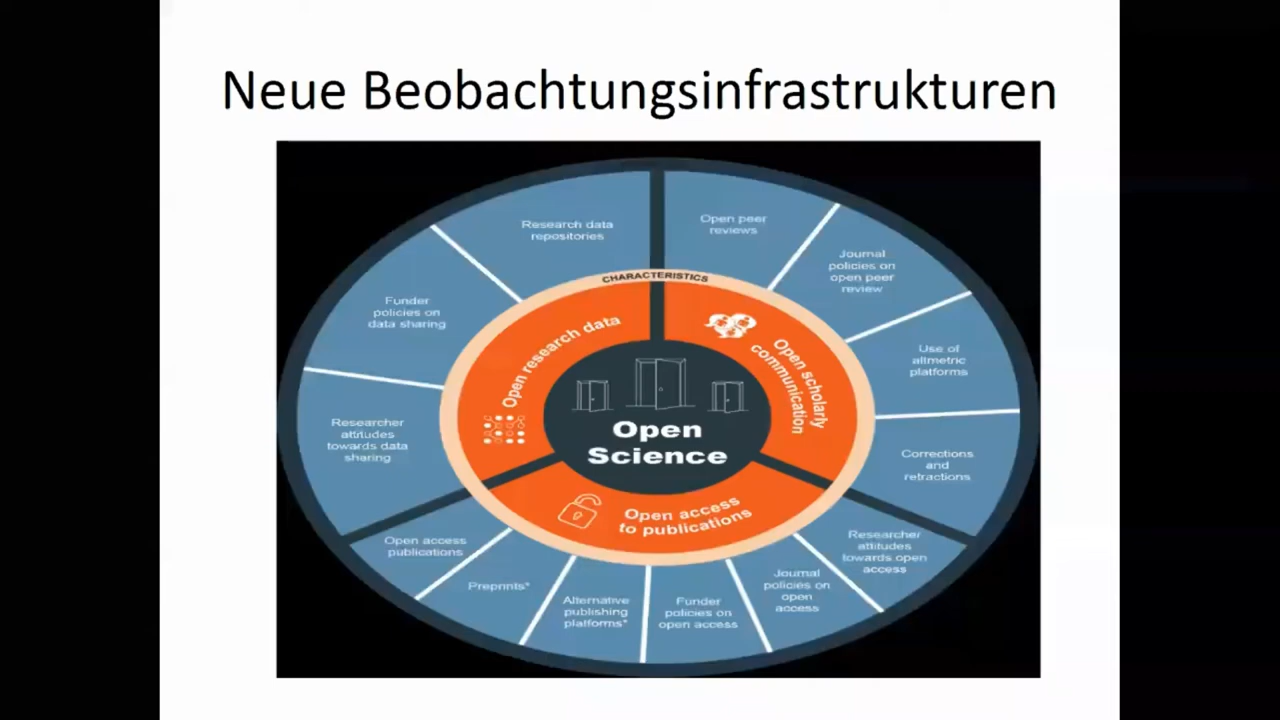 Neue Beobachtungsinfrastrukturen
Research data
repositories
Open peer
reviews
Journal
policies on
open peer
review
Use of
altmetric
platforms
Corrections
and
retractions
Researcher
attitudes
towards open
access
Journal
policies on
open
access
Funder
policies on
open access
Alternative
publishing
platforms*
Preprints*
Open access
publications
Researcher
attitudes
towards data
sharing
Funder
policies on
data sharing
CHARACTERISTICS
Open research data
Open scholarly
communication
Open access
to publications
Open
Science